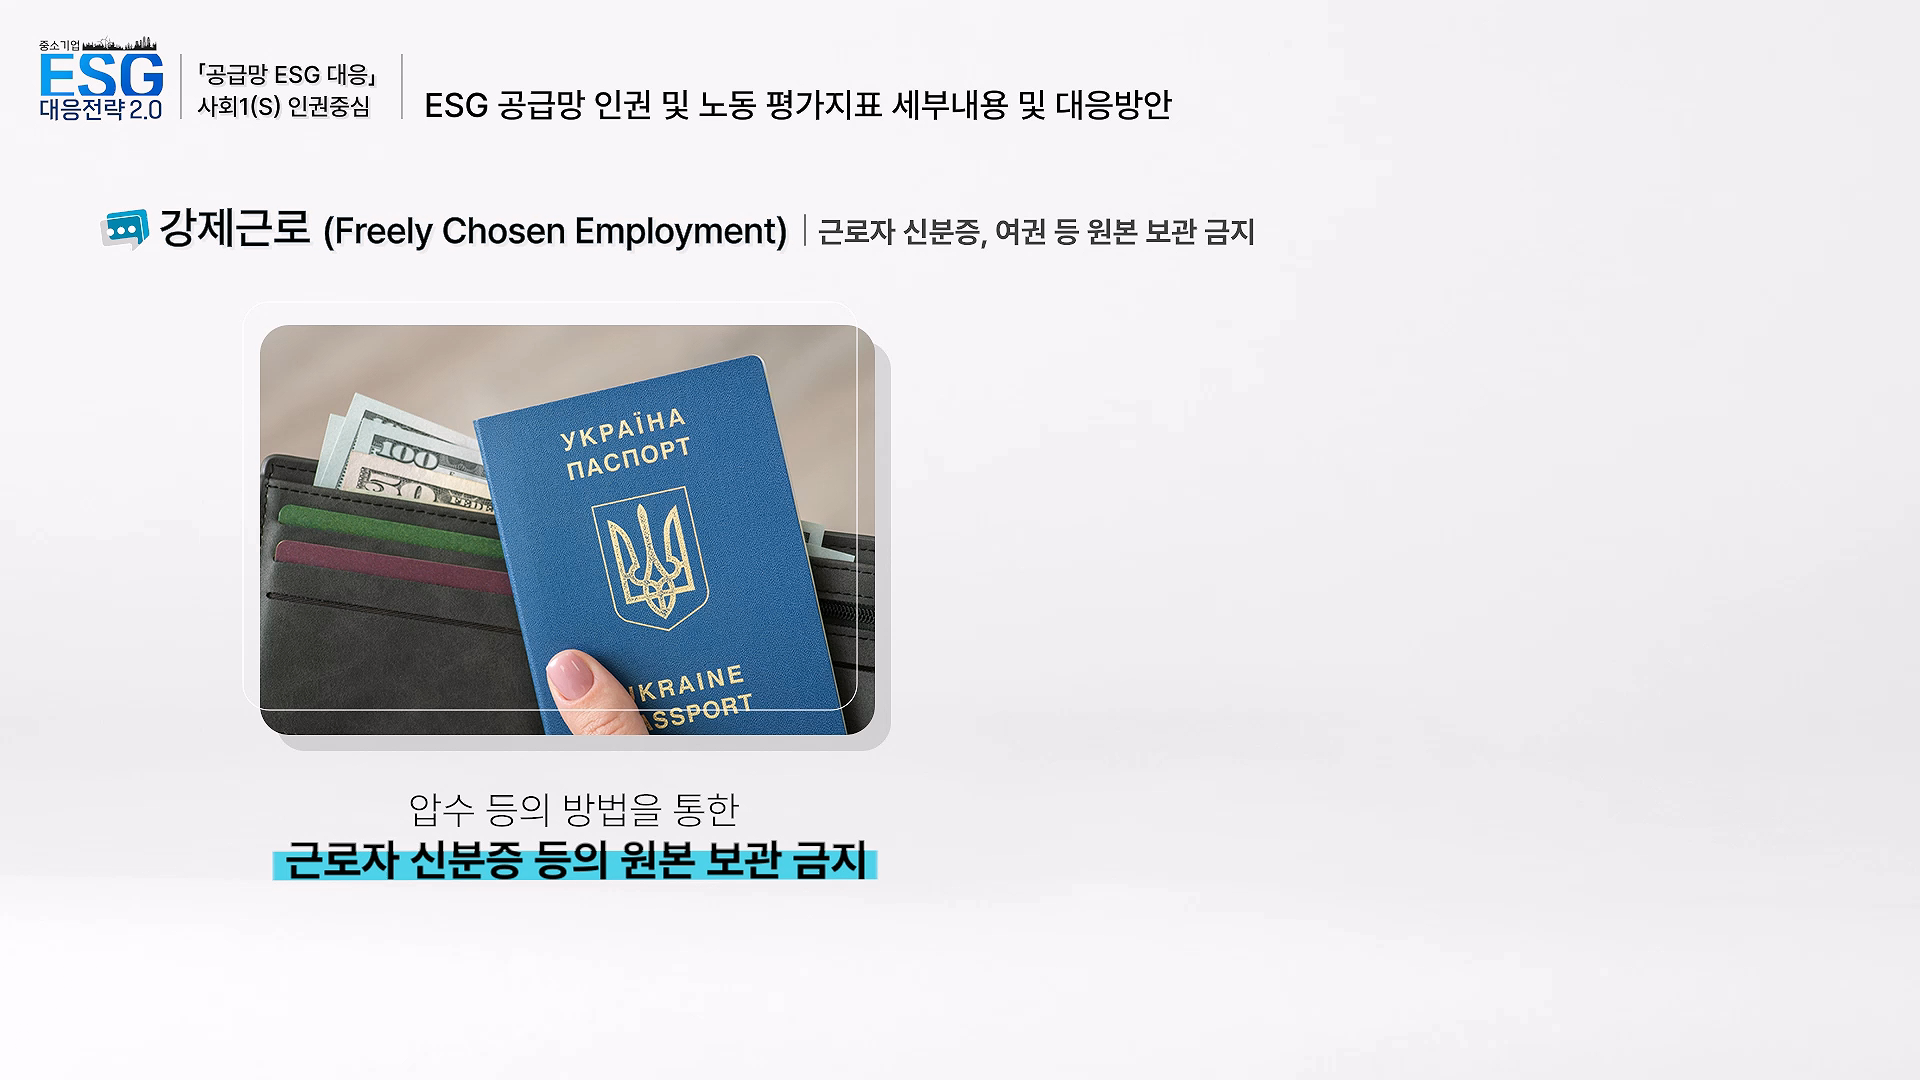 중소기업
ESG
대응전략 2.0
「공급망 ESG 대응」
사회1(S) 인권중심
ESG 공급망 인권 및 노동 평가지표 세부내용 및 대응방안
강제근로 (Freely Chosen Employment) | 근로자 신분증, 여권 등 원본 보관 금지
100
50
УКРАЇНА
ПАСПОРТ
UKRAINE
PASSPORT
압수 등의 방법을 통한
근로자 신분증 등의 원본 보관 금지